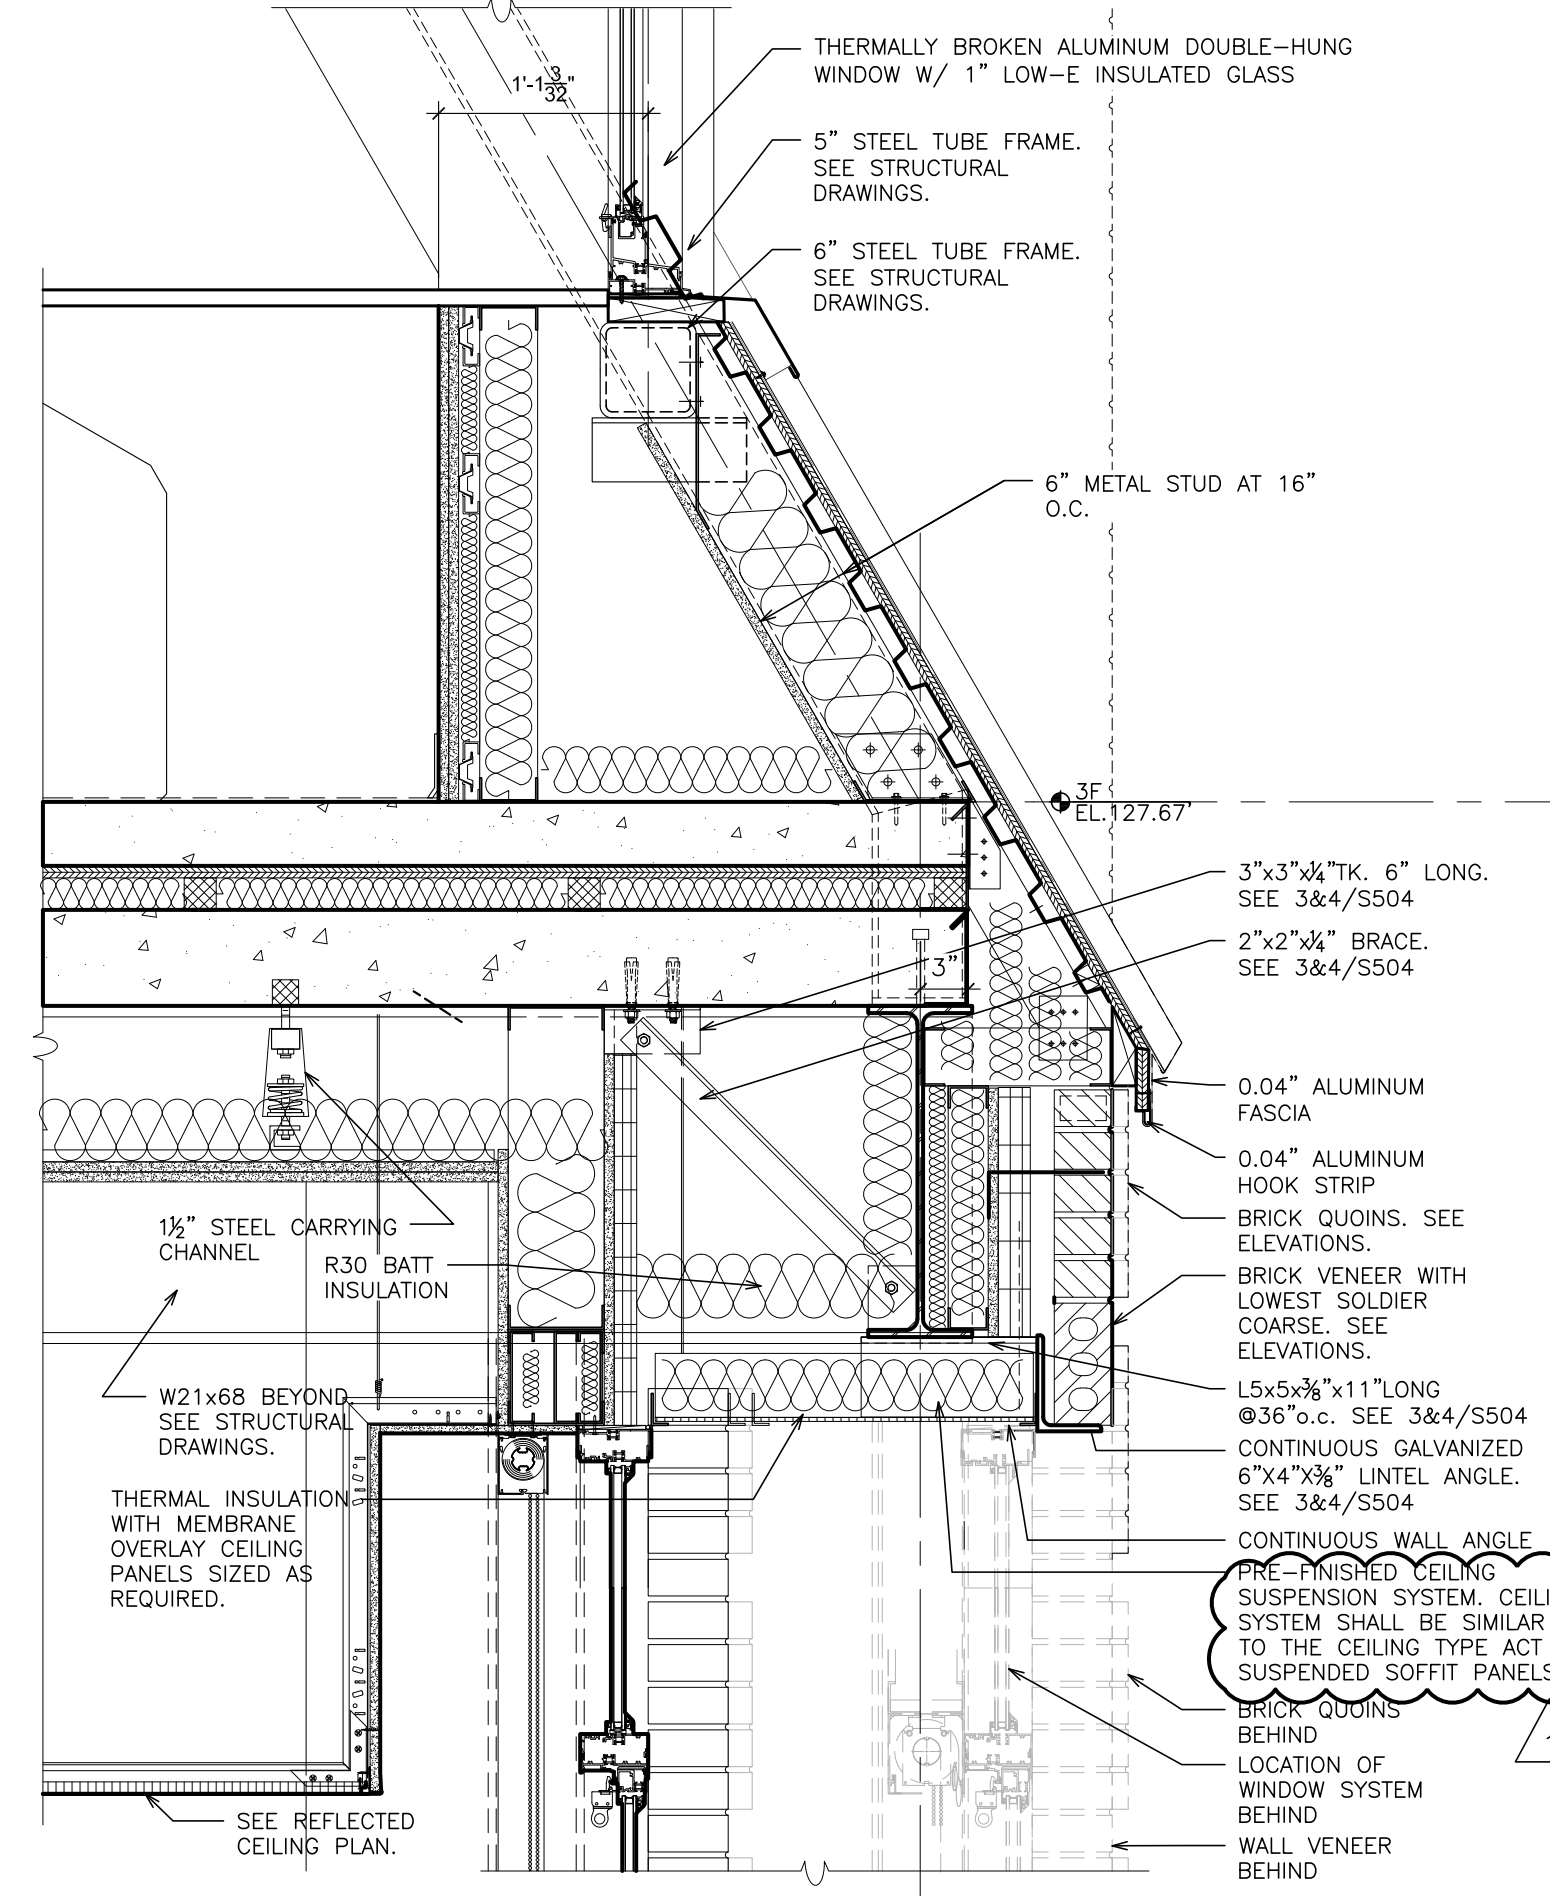 THERMALLY BROKEN ALUMINUM DOUBLE-HUNG
WINDOW W/ 1" LOW-E INSULATED GLASS
1'-1 3/32"
5" STEEL TUBE FRAME.
SEE STRUCTURAL
DRAWINGS.
6" STEEL TUBE FRAME.
SEE STRUCTURAL
DRAWINGS.
6" METAL STUD AT 16"
O.C.
3F
EL.127.67'
3"x3"x1/4"TK. 6" LONG.
SEE 3&4/S504
2"x2"x1/4" BRACE.
SEE 3&4/S504
3"
0.04" ALUMINUM
FASCIA
0.04" ALUMINUM
HOOK STRIP
BRICK QUOINS. SEE
ELEVATIONS.
BRICK VENEER WITH
LOWEST SOLDIER
COARSE. SEE
ELEVATIONS.
L5x5x3/8"x11"LONG
@36"o.c. SEE 3&4/S504
CONTINUOUS GALVANIZED
6"X4"X3/8" LINTEL ANGLE.
SEE 3&4/S504
CONTINUOUS WALL ANGLE
PRE-FINISHED CEILING
SUSPENSION SYSTEM. CEILI
SYSTEM SHALL BE SIMILAR
TO THE CEILING TYPE ACT
SUSPENDED SOFFIT PANELS
BRICK QUOINS
BEHIND
LOCATION OF
WINDOW SYSTEM
BEHIND
WALL VENEER
BEHIND
1½" STEEL CARRYING
CHANNEL
R30 BATT
INSULATION
W21x68 BEYOND
SEE STRUCTURAL
DRAWINGS.
THERMAL INSULATION
WITH MEMBRANE
OVERLAY CEILING
PANELS SIZED AS
REQUIRED.
SEE REFLECTED
CEILING PLAN.